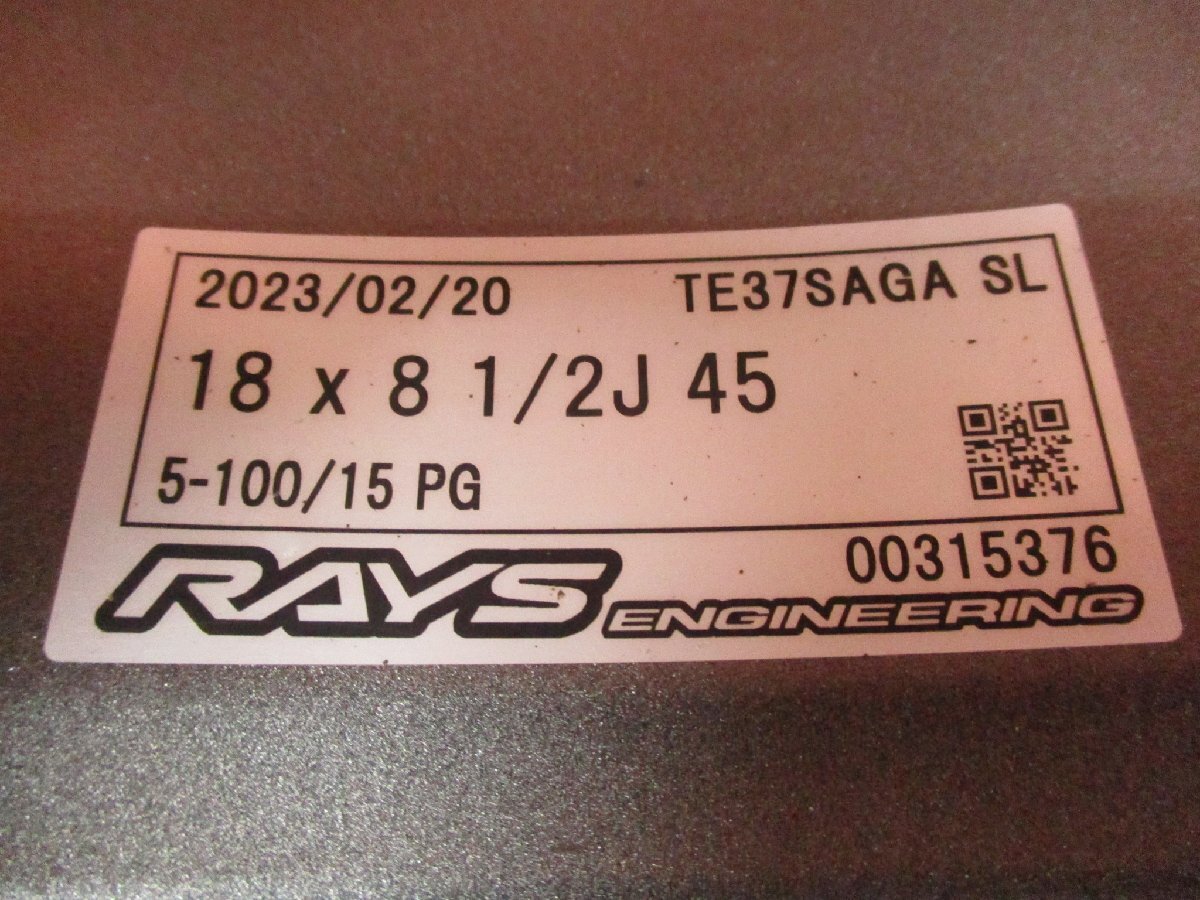 2023/02/20 TE37SAGA SL
18 x 8 1/2J 45
5-100/15 PG
00315376
RAYS ENGINEERING